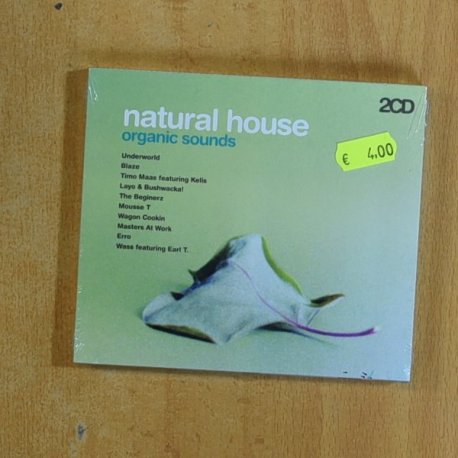 2CD
natural house
organic sounds
€ 4,00
Underworld
Blaze
Timo Maas featuring Kelis
Layo & Bushwacka!
The Beginerz
Mousse T
Wagon Cookin
Masters At Work
Erro
Wass featuring Earl T.